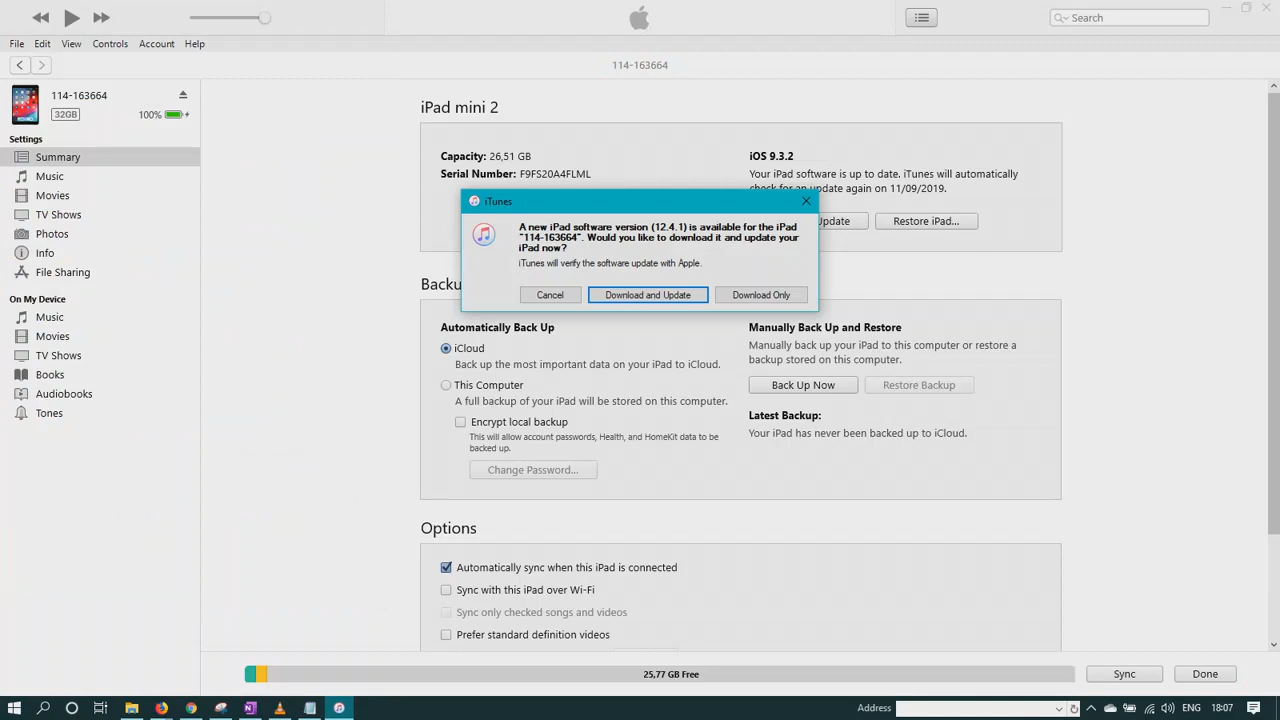 Search
File Edit View Controls Account Help
114-163664
114-163664
32GB
100%
Settings
Summary
Music
Movies
TV Shows
Photos
Info
File Sharing
On My Device
Music
Movies
TV Shows
Books
Audiobooks
Tones
iPad mini 2
Capacity: 26,51 GB
Serial Number: F9FS20A4FLML
iOS 9.3.2
Your iPad software is up to date. iTunes will automatically
check for an update again on 11/09/2019.
Update
Restore iPad...
iTunes
A new iPad software version (12.4.1) is available for the iPad
"114-163664". Would you like to download it and update your
iPad now?
iTunes will verify the software update with Apple.
Cancel
Download and Update
Download Only
Backu
Automatically Back Up
iCloud
Back up the most important data on your iPad to iCloud.
This Computer
A full backup of your iPad will be stored on this computer.
Encrypt local backup
This will allow account passwords, Health, and HomeKit data to be
backed up.
Change Password...
Manually Back Up and Restore
Manually back up your iPad to this computer or restore a
backup stored on this computer.
Back Up Now
Restore Backup
Latest Backup:
Your iPad has never been backed up to iCloud.
Options
Automatically sync when this iPad is connected
Sync with this iPad over Wi-Fi
Sync only checked songs and videos
Prefer standard definition videos
25,77 GB Free
Sync
Done
Address
ENG
18:07